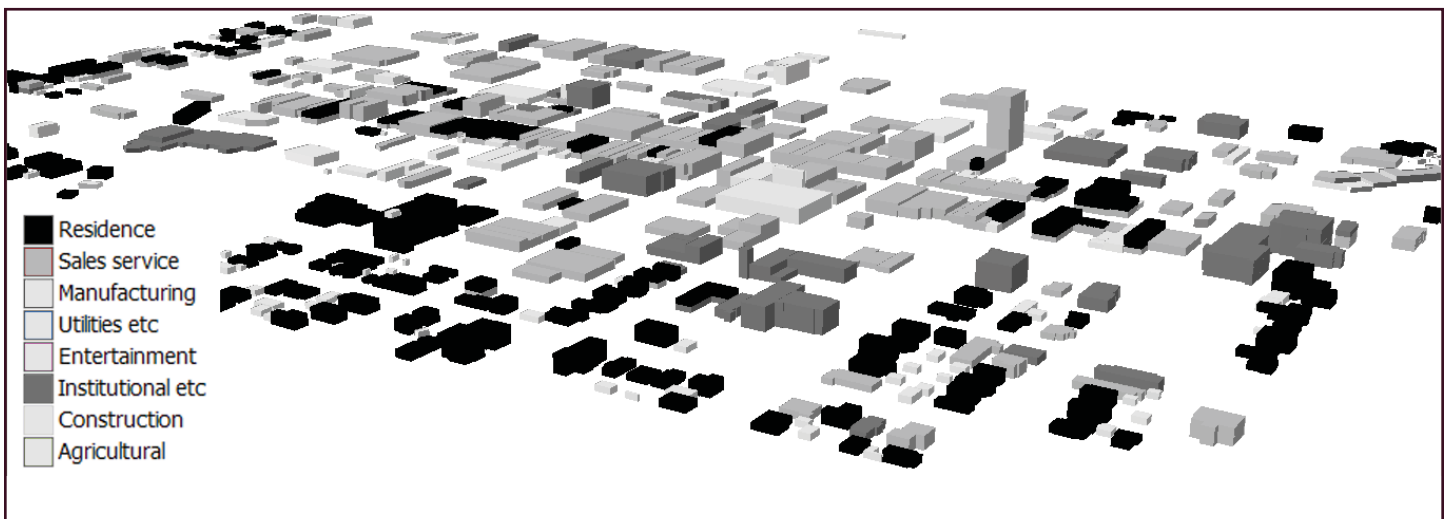 Residence
Sales service
Manufacturing
Utilities etc
Entertainment
Institutional etc
Construction
Agricultural